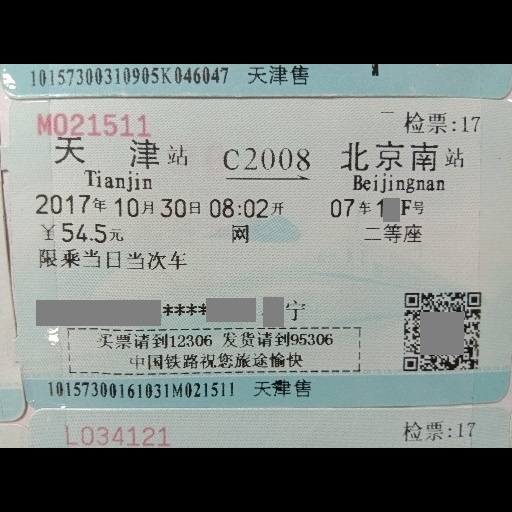 10157300310905K046047 天津售
M021511 检票:17
天 津 站 C2008 北京南 站
Tianjin Beijingnan
2017年10月30日08:02开 07车1 F号
￥54.5元 网 二等座
限乘当日当次车
**** 宁
买票请到12306 发货请到95306
中国铁路祝您旅途愉快
10157300161031M021511 天津售
L034121 检票:17